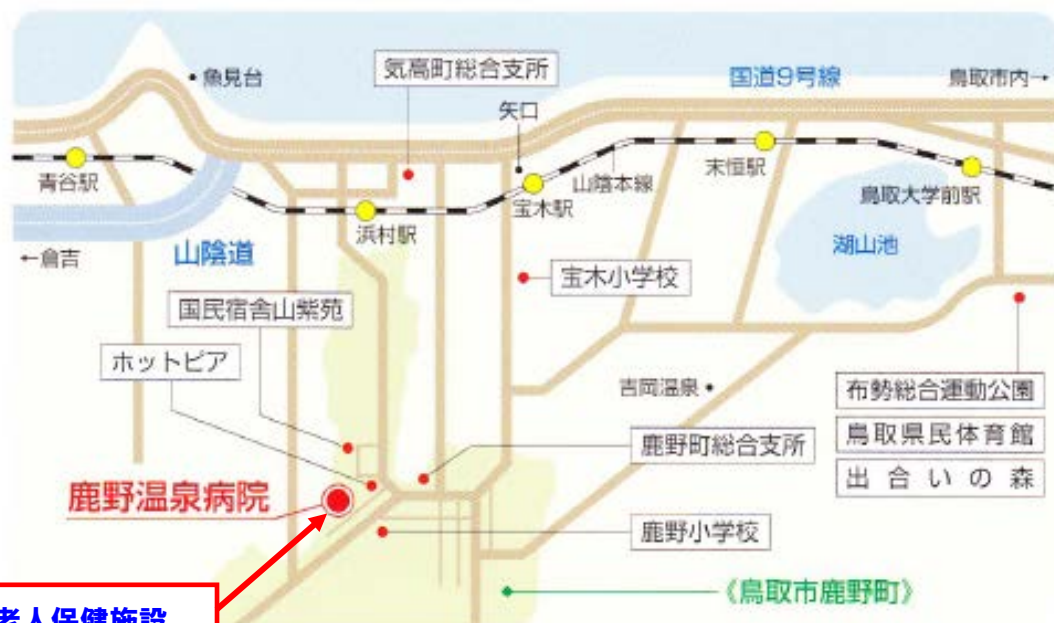 気高町総合支所
国道9号線
鳥取市内→
・魚見台
矢口
青谷駅
浜村駅
宝木駅
山陰本線
末恒駅
鳥取大学前駅
湖山池
←倉吉
山陰道
宝木小学校
国民宿舎山紫苑
ホットピア
吉岡温泉・
布勢総合運動公園
鳥取県民体育館
出合いの森
鹿野町総合支所
鹿野温泉病院
鹿野小学校
《鳥取市鹿野町》
老人保健施設